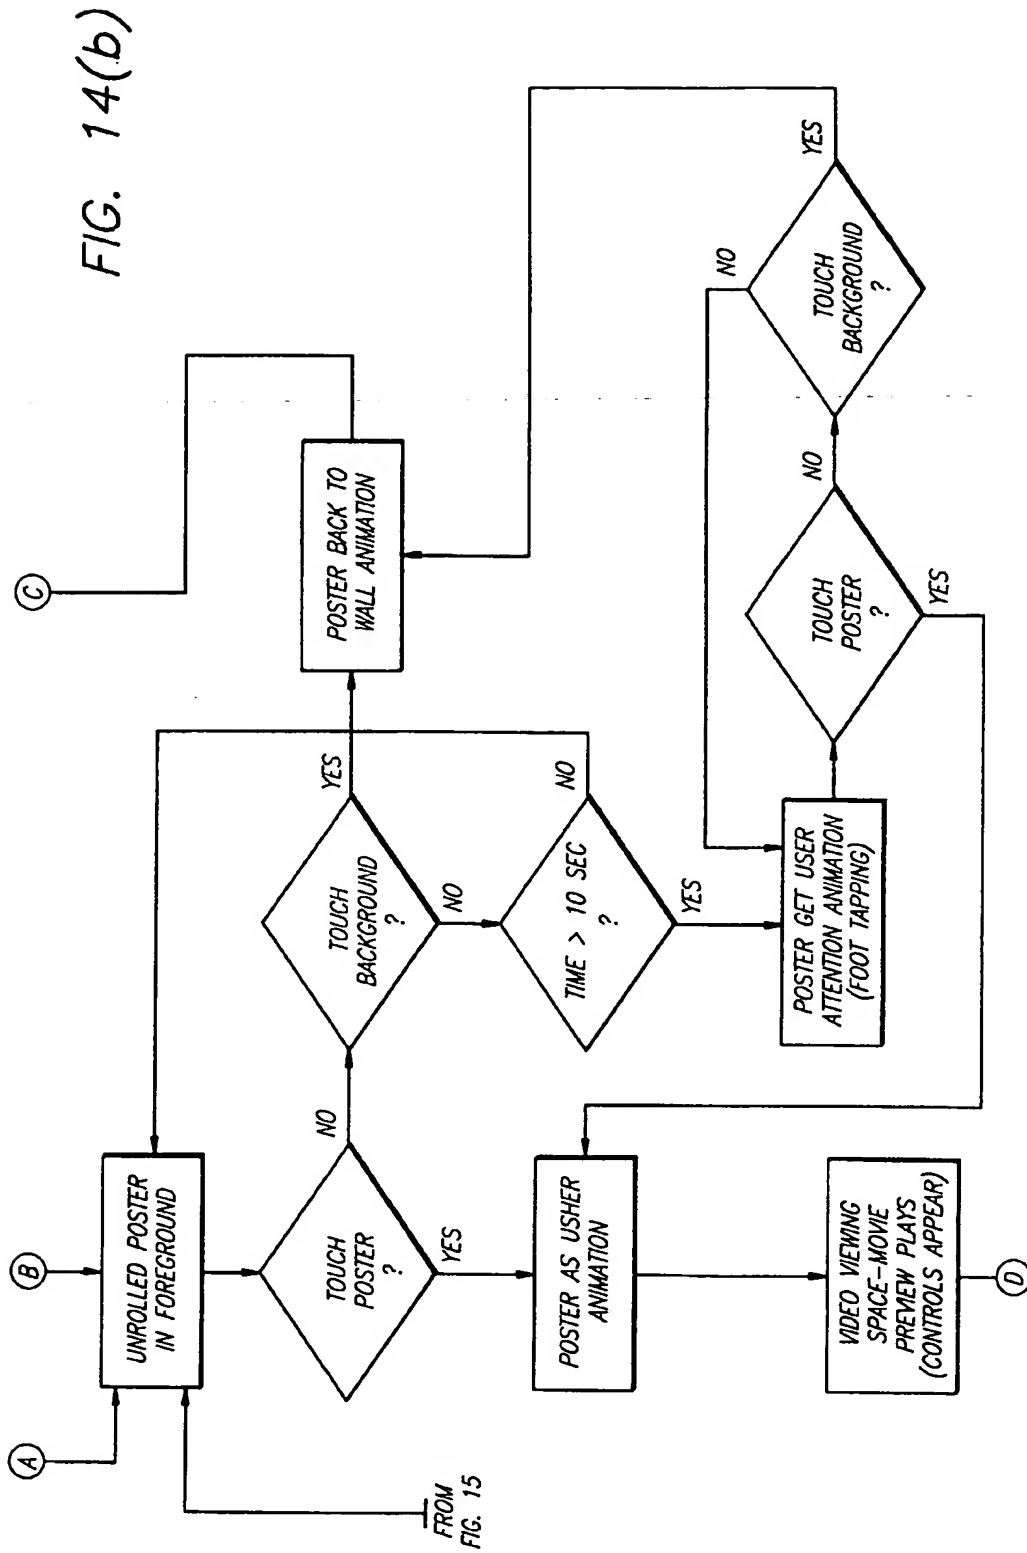 FIG. 14(b)
A
B
C
FROM
FIG. 15
UNROLLED POSTER
IN FOREGROUND
TOUCH
POSTER
?
NO
YES
TOUCH
BACKGROUND
?
YES
NO
POSTER BACK TO
WALL ANIMATION
TIME > 10 SEC
?
NO
YES
POSTER AS USHER
ANIMATION
POSTER GET USER
ATTENTION ANIMATION
(FOOT TAPPING)
TOUCH
POSTER
?
NO
YES
TOUCH
BACKGROUND
?
NO
YES
VIDEO VIEWING
SPACE-MOVIE
PREVIEW PLAYS
(CONTROLS APPEAR)
D